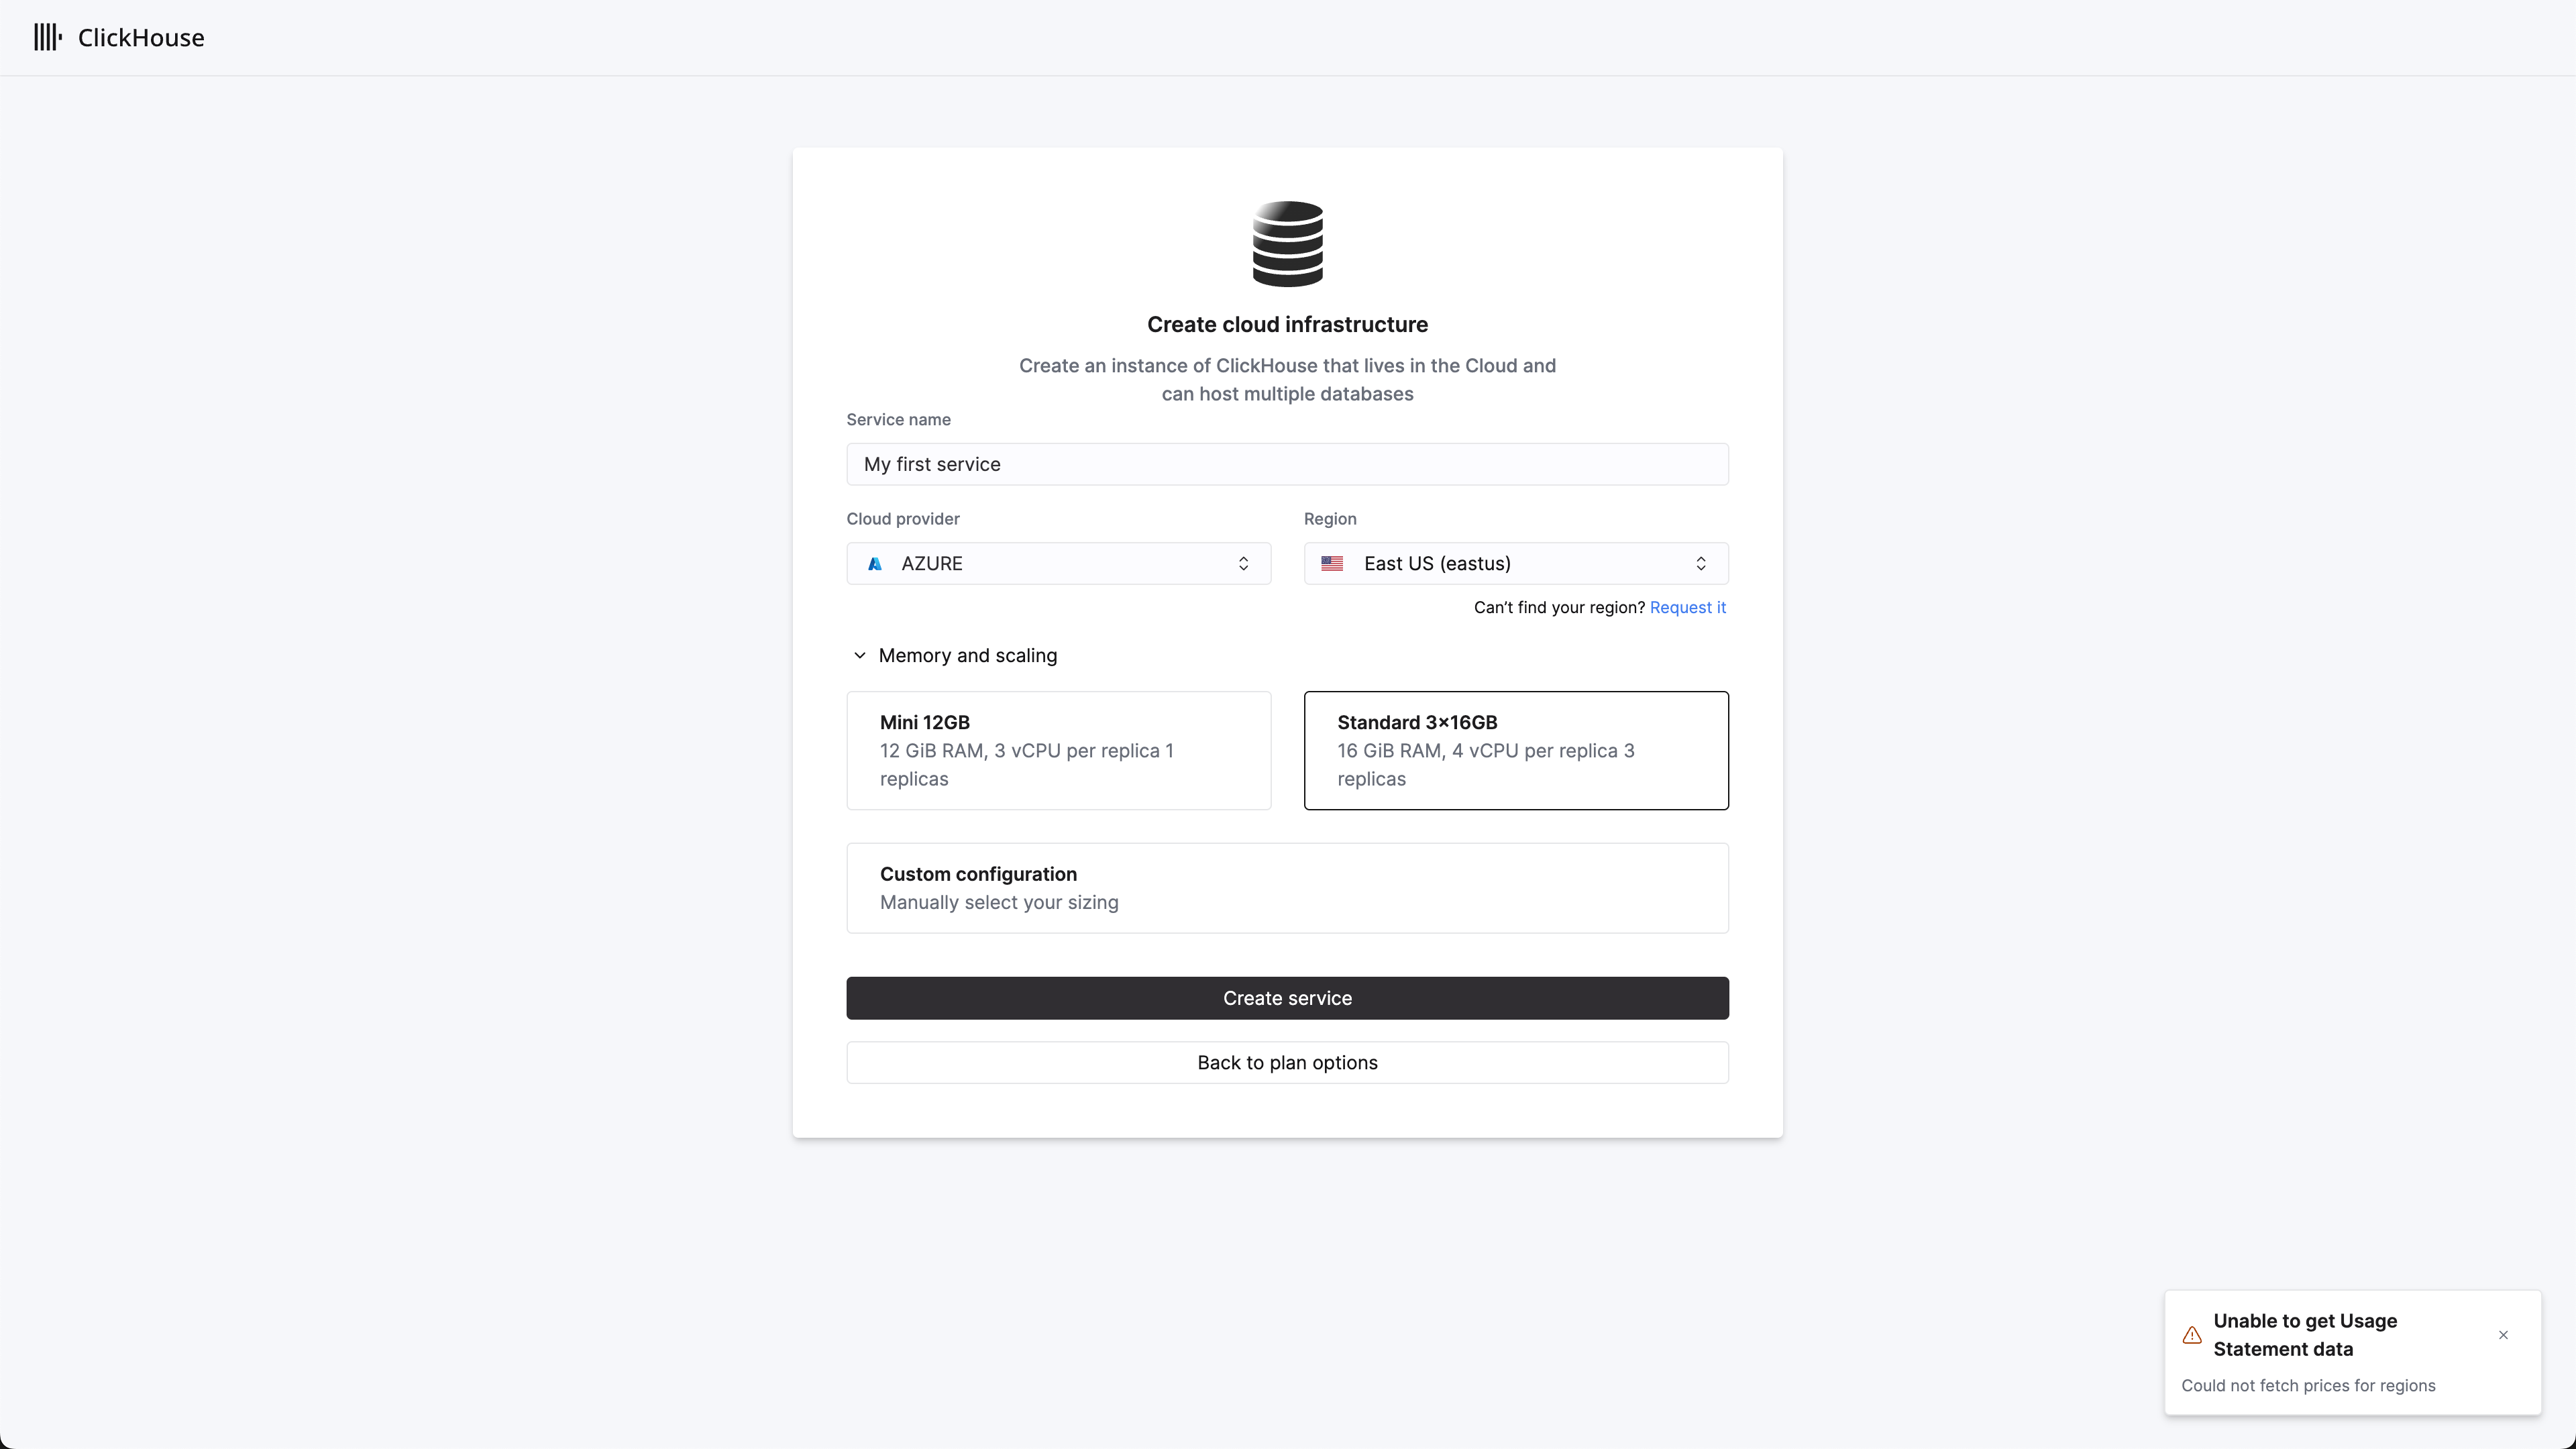 ClickHouse
Create cloud infrastructure
Create an instance of ClickHouse that lives in the Cloud and
can host multiple databases
Service name
My first service
Cloud provider
Region
AZURE
East US (eastus)
Can’t find your region? Request it
Memory and scaling
Mini 12GB
12 GiB RAM, 3 vCPU per replica 1
replicas
Standard 3×16GB
16 GiB RAM, 4 vCPU per replica 3
replicas
Custom configuration
Manually select your sizing
Create service
Back to plan options
Unable to get Usage
Statement data
Could not fetch prices for regions